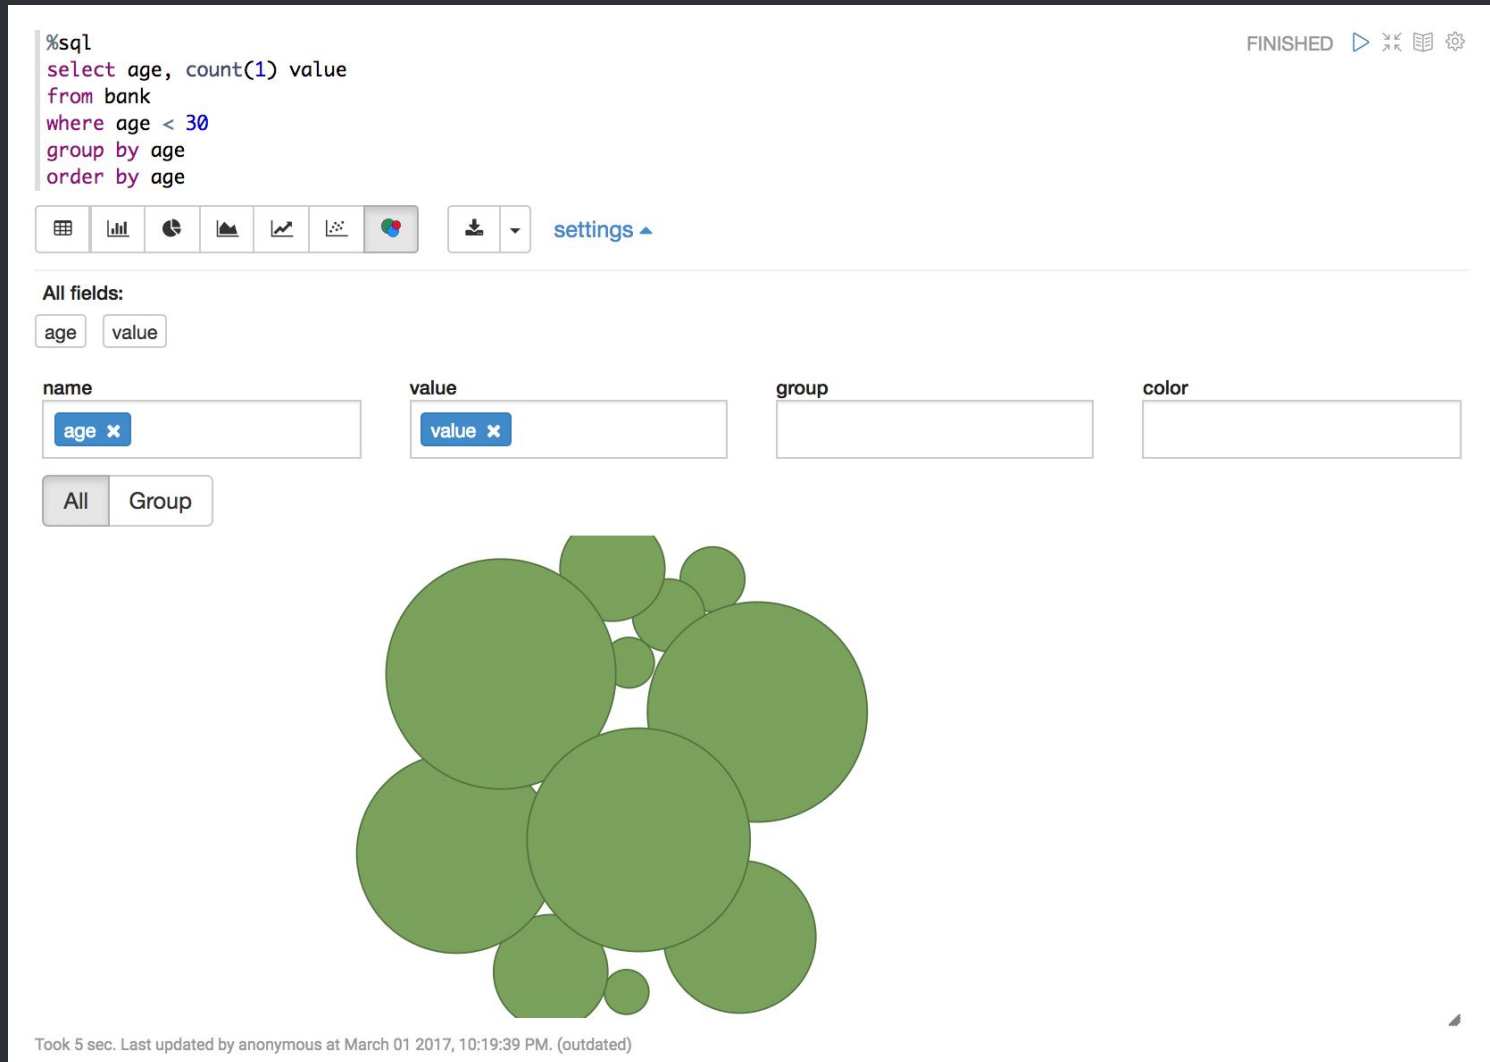 %sql
FINISHED
select age, count(1) value
from bank
where age < 30
group by age
order by age
settings
All fields:
age value
name value group color
age value
All Group
Took 5 sec. Last updated by anonymous at March 01 2017, 10:19:39 PM. (outdated)